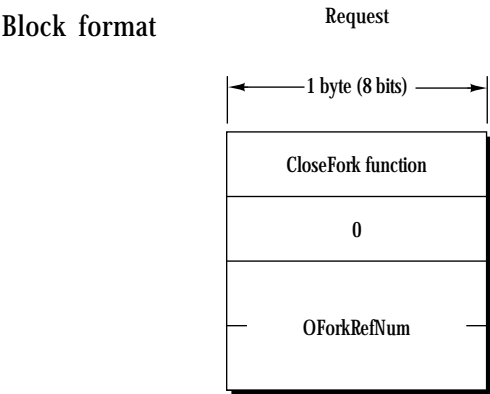 Block format
Request
1 byte (8 bits)
CloseFork function
0
OForkRefNum